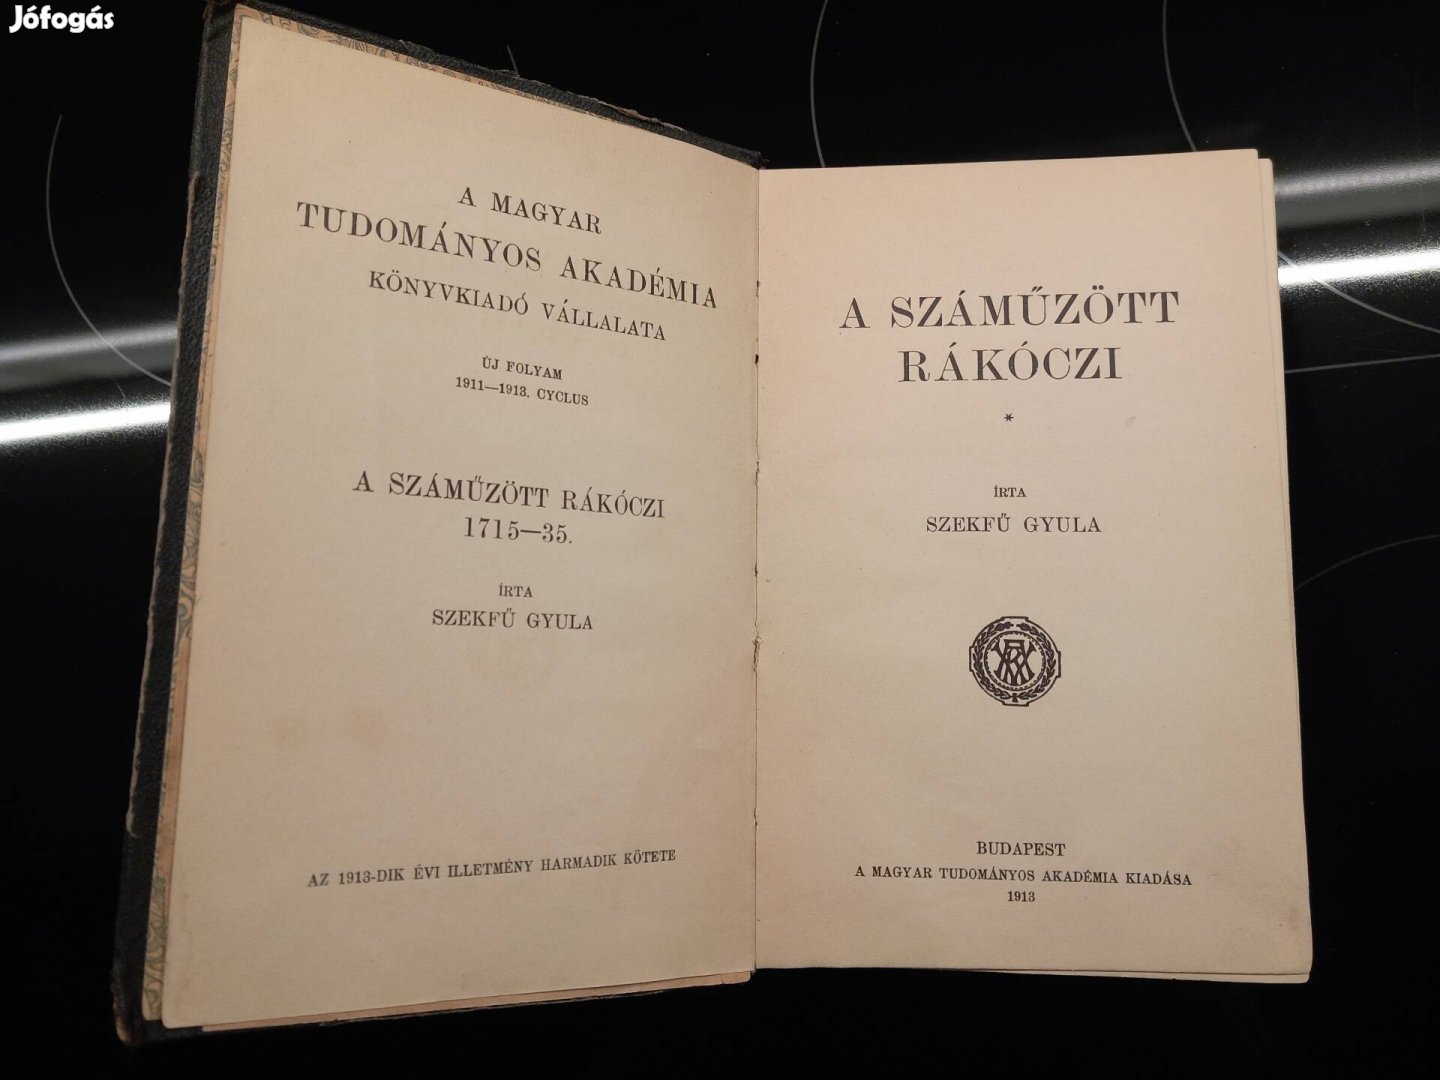 Jófogás
A MAGYAR
TUDOMÁNYOS AKADÉMIA
KÖNYVKIADÓ VÁLLALATA
ÚJ FOLYAM
1911—1913. CYCLUS
A SZÁMŰZÖTT RÁKÓCZI
1715—35.
ÍRTA
SZEKFŰ GYULA
AZ 1913-DIK ÉVI ILLETMÉNY HARMADIK KÖTETE
A SZÁMŰZÖTT
RÁKÓCZI
*
ÍRTA
SZEKFŰ GYULA
BUDAPEST
A MAGYAR TUDOMÁNYOS AKADÉMIA KIADÁSA
1913